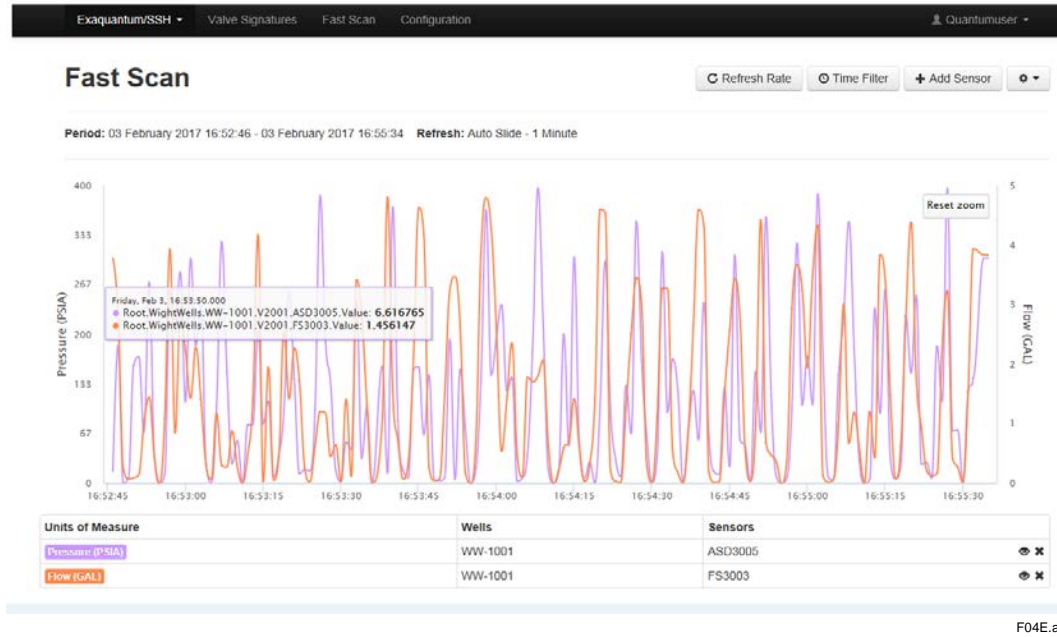 Exaquantum/SSH Valve Signatures Fast Scan Configuration Quantumuser
Fast Scan
Refresh Rate Time Filter + Add Sensor
Period: 03 February 2017 16:52:46 - 03 February 2017 16:55:34 Refresh: Auto Slide - 1 Minute
400
333
267
200
133
67
0
Pressure (PSIA)
Reset zoom
5
4
3
2
1
0
Flow (GAL)
Friday, Feb 3, 16:53:50.000
Root.WightWells.WW-1001.V2001.ASD3005.Value: 6.616765
Root.WightWells.WW-1001.V2001.FS3003.Value: 1.456147
16:52:45 16:53:00 16:53:15 16:53:30 16:53:45 16:54:00 16:54:15 16:54:30 16:54:45 16:55:00 16:55:15 16:55:30
Units of Measure Wells Sensors
Pressure (PSIA) WW-1001 ASD3005
Flow (GAL) WW-1001 FS3003